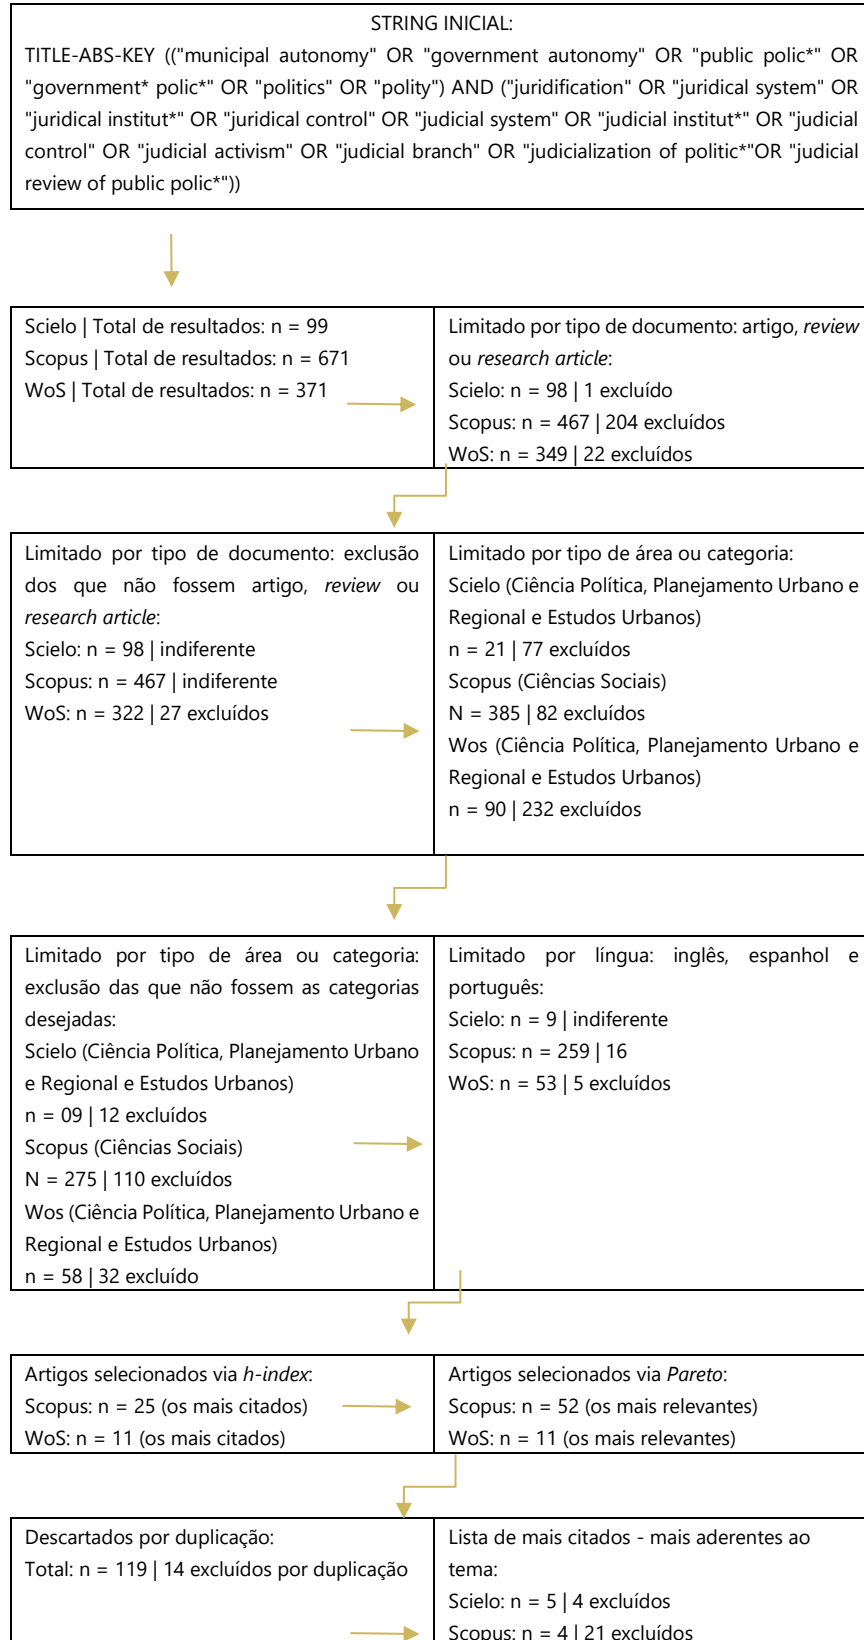 STRING INICIAL:
TITLE-ABS-KEY (("municipal autonomy" OR "government autonomy" OR "public polic*" OR
"government* polic*" OR "politics" OR "polity") AND ("juridification" OR "juridical system" OR
"juridical institut*" OR "juridical control" OR "judicial system" OR "judicial institut*" OR "judicial
control" OR "judicial activism" OR "judicial branch" OR "judicialization of politic*"OR "judicial
review of public polic*"))
Scielo | Total de resultados: n = 99
Scopus | Total de resultados: n = 671
WoS | Total de resultados: n = 371
Limitado por tipo de documento: artigo, review
ou research article:
Scielo: n = 98 | 1 excluído
Scopus: n = 467 | 204 excluídos
WoS: n = 349 | 22 excluídos
Limitado por tipo de documento: exclusão
dos que não fossem artigo, review ou
research article:
Scielo: n = 98 | indiferente
Scopus: n = 467 | indiferente
WoS: n = 322 | 27 excluídos
Limitado por tipo de área ou categoria:
Scielo (Ciência Política, Planejamento Urbano e
Regional e Estudos Urbanos)
n = 21 | 77 excluídos
Scopus (Ciências Sociais)
N = 385 | 82 excluídos
Wos (Ciência Política, Planejamento Urbano e
Regional e Estudos Urbanos)
n = 90 | 232 excluídos
Limitado por tipo de área ou categoria:
exclusão das que não fossem as categorias
desejadas:
Scielo (Ciência Política, Planejamento Urbano
e Regional e Estudos Urbanos)
n = 09 | 12 excluídos
Scopus (Ciências Sociais)
N = 275 | 110 excluídos
Wos (Ciência Política, Planejamento Urbano e
Regional e Estudos Urbanos)
n = 58 | 32 excluído
Limitado por língua: inglês, espanhol e
português:
Scielo: n = 9 | indiferente
Scopus: n = 259 | 16
WoS: n = 53 | 5 excluídos
Artigos selecionados via h-index:
Scopus: n = 25 (os mais citados)
WoS: n = 11 (os mais citados)
Artigos selecionados via Pareto:
Scopus: n = 52 (os mais relevantes)
WoS: n = 11 (os mais relevantes)
Descartados por duplicação:
Total: n = 119 | 14 excluídos por duplicação
Lista de mais citados - mais aderentes ao
tema:
Scielo: n = 5 | 4 excluídos
Scopus: n = 4 | 21 excluídos